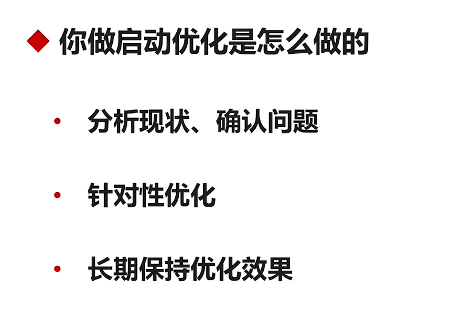 你做启动优化是怎么做的
分析现状、确认问题
针对性优化
长期保持优化效果